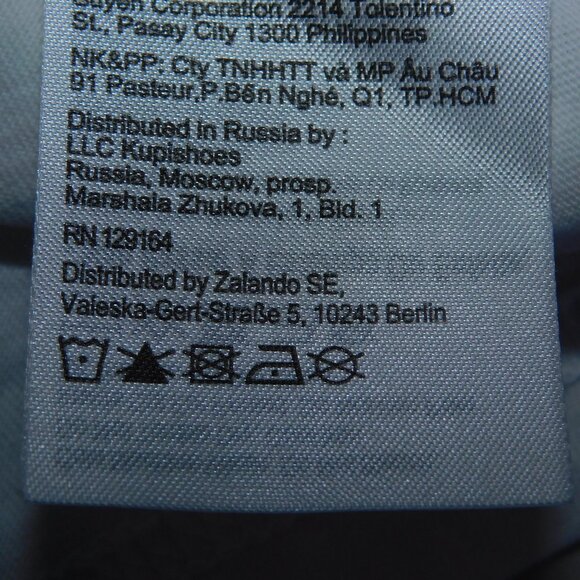 Suyen Corporation 2214 Tolentino
St., Pasay City 1300 Philippines
NK&PP: Cty TNHHTT và MP Âu Châu
91 Pasteur,P.Bến Nghé, Q1, TP.HCM
Distributed in Russia by :
LLC Kupishoes
Russia, Moscow, prosp.
Marshala Zhukova, 1, Bld. 1
RN 129164
Distributed by Zalando SE,
Valeska-Gert-Straße 5, 10243 Berlin